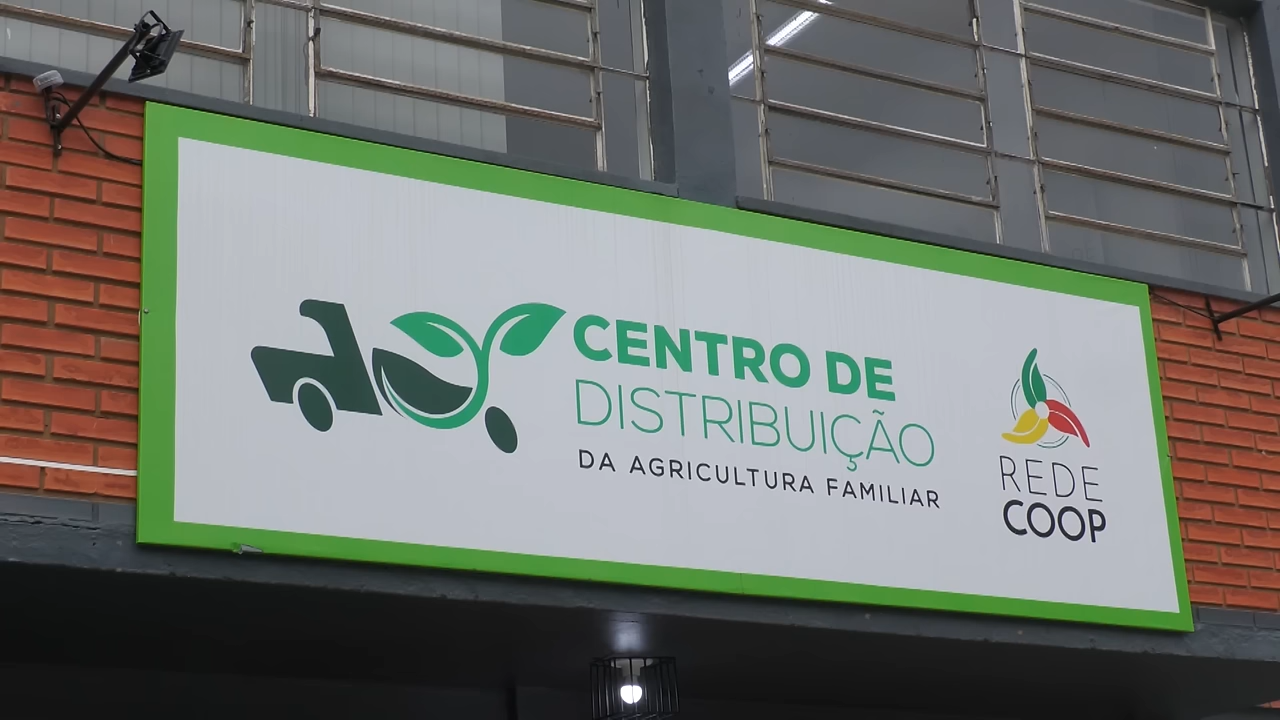 CENTRO DE
DISTRIBUIÇÃO
DA AGRICULTURA FAMILIAR
REDE
COOP